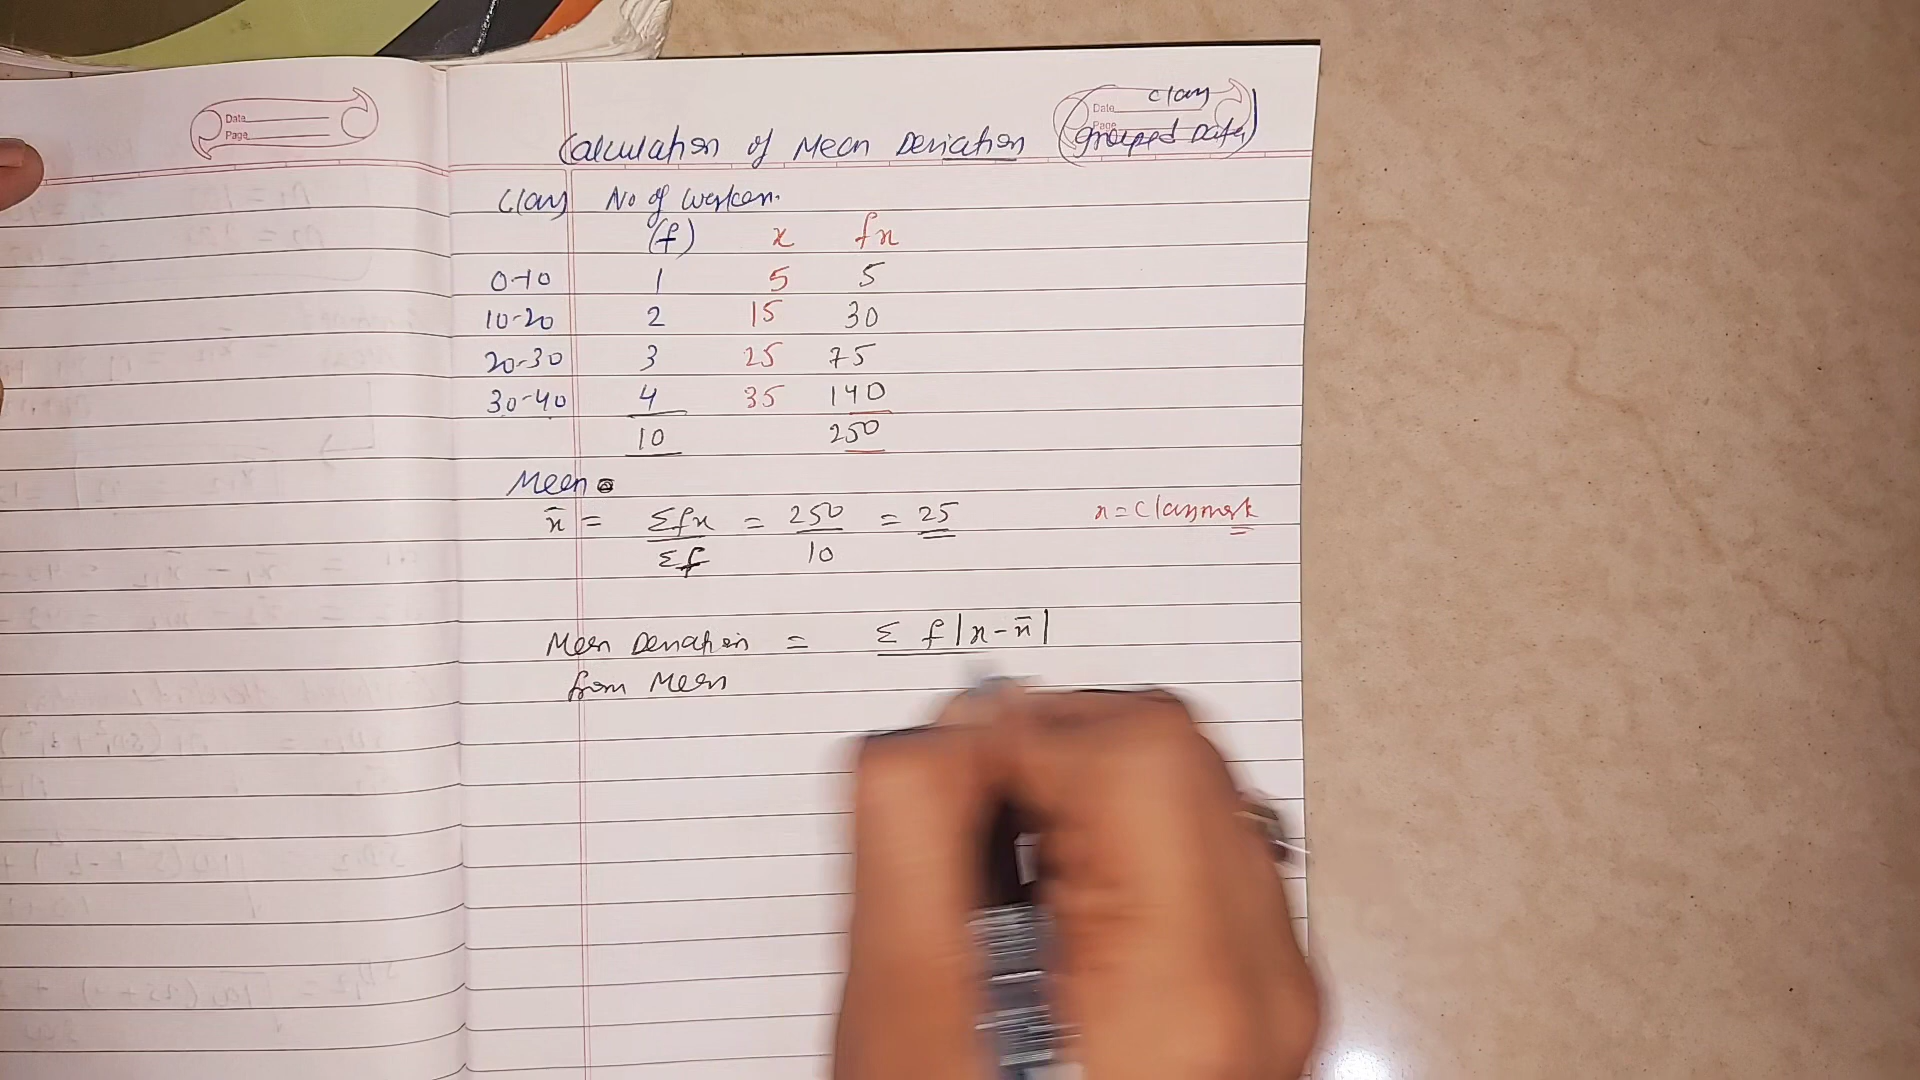 Date
Page
Date
Page
class
Calculation of Mean Deviation (grouped Data)
class No of workers.
(f) x fx
0-10 1 5 5
10-20 2 15 30
20-30 3 25 75
30-40 4 35 140
10 250
Mean
x̄ = Σfx = 250 = 25
Σf 10
x = Class mark
Mean Deviation = Σ f|x-x̄|
from Mean